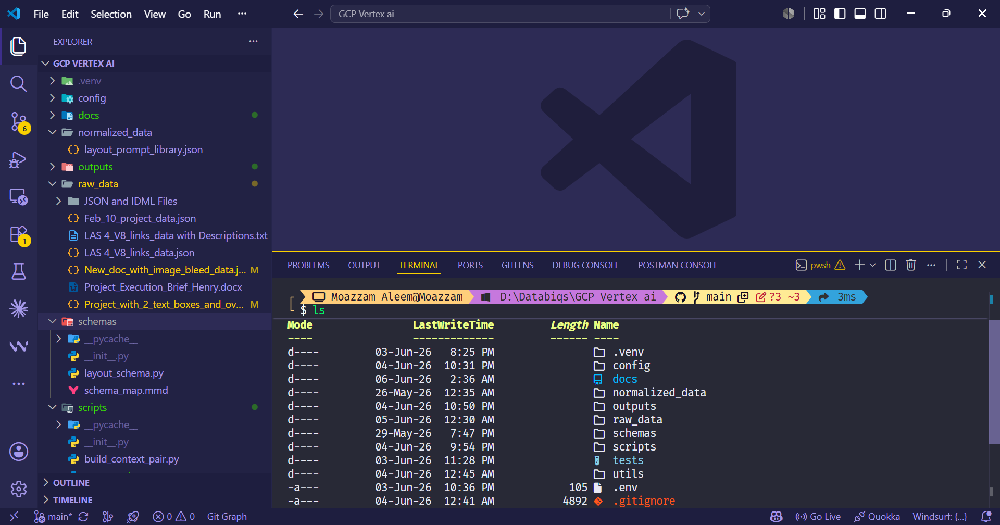 File Edit Selection View Go Run ···
GCP Vertex ai
EXPLORER
GCP VERTEX AI
.venv
config
docs
normalized_data
layout_prompt_library.json
outputs
raw_data
JSON and IDML Files
Feb_10_project_data.json
LAS 4_V8_links_data with Descriptions.txt
LAS 4_V8_links_data.json
New_doc_with_image_bleed_data.j... M
Project_Execution_Brief_Henry.docx
Project_with_2_text_boxes_and_ov... M
schemas
__pycache__
__init__.py
layout_schema.py
schema_map.mmd
scripts
__pycache__
__init__.py
build_context_pair.py
OUTLINE
TIMELINE
6
1
PROBLEMS OUTPUT TERMINAL PORTS GITLENS DEBUG CONSOLE POSTMAN CONSOLE
pwsh
Moazzam Aleem@Moazzam D:\Databiqs\GCP Vertex ai main ?3 ~3 3ms
$ ls
Mode LastWriteTime Length Name
---- ------------- ------ ----
d---- 03-Jun-26 8:25 PM .venv
d---- 04-Jun-26 10:31 PM config
d---- 06-Jun-26 2:36 AM docs
d---- 26-May-26 12:35 AM normalized_data
d---- 04-Jun-26 10:50 PM outputs
d---- 05-Jun-26 12:30 AM raw_data
d---- 29-May-26 7:47 PM schemas
d---- 04-Jun-26 9:54 PM scripts
d---- 03-Jun-26 11:28 PM tests
d---- 04-Jun-26 12:45 AM utils
-a--- 03-Jun-26 10:36 PM 105 .env
-a--- 04-Jun-26 12:41 AM 4892 .gitignore
main* 0 0 Git Graph
Go Live Quokka Windsurf: {...}